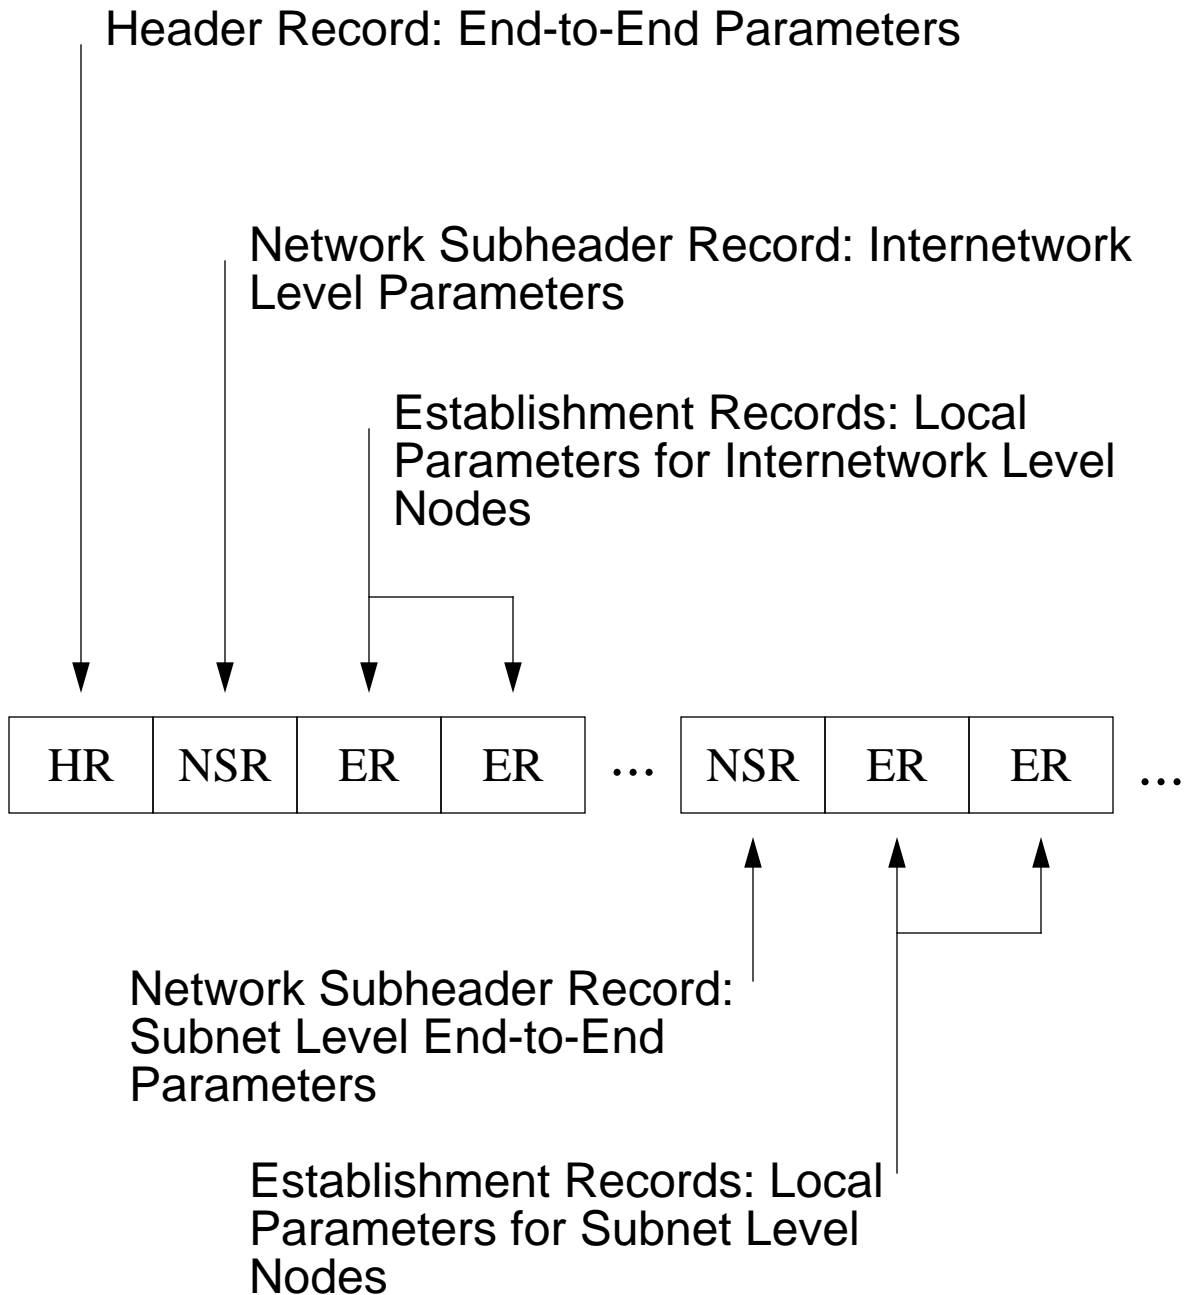 Header Record: End-to-End Parameters
Network Subheader Record: Internetwork
Level Parameters
Establishment Records: Local
Parameters for Internetwork Level
Nodes
HR NSR ER ER ... NSR ER ER ...
Network Subheader Record:
Subnet Level End-to-End
Parameters
Establishment Records: Local
Parameters for Subnet Level
Nodes